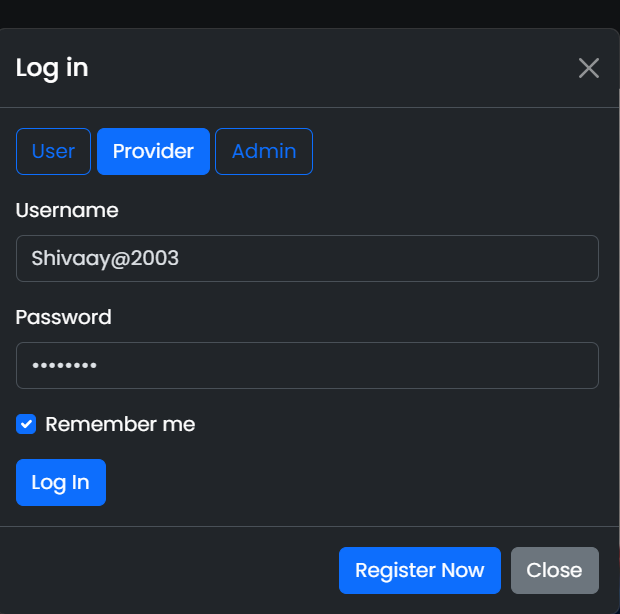 Log in
User Provider Admin
Username
Shivaay@2003
Password
••••••••
Remember me
Log In
Register Now Close